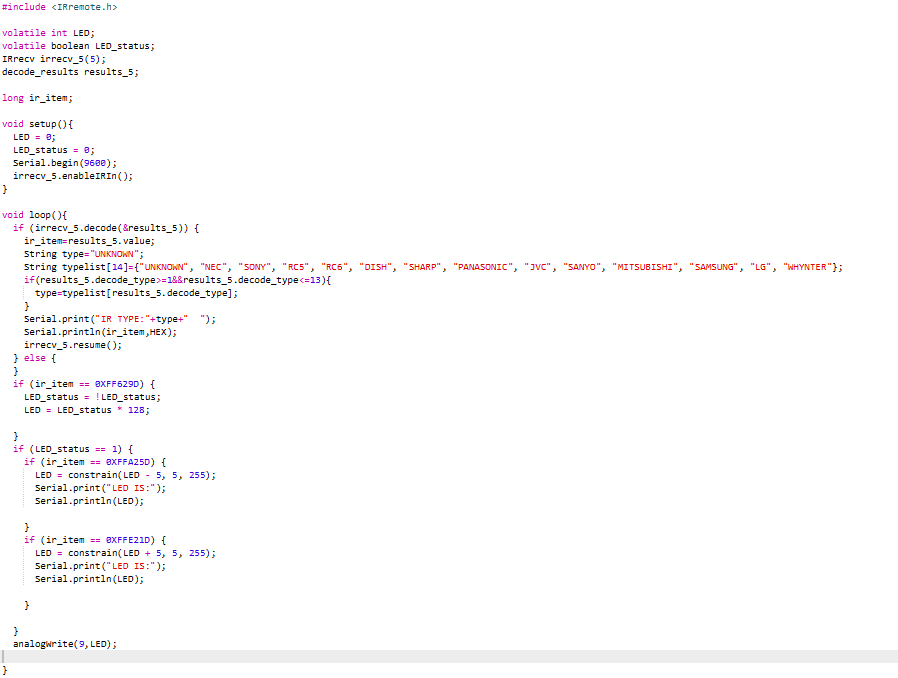 #include <IRremote.h>
volatile int LED;
volatile boolean LED_status;
IRrecv irrecv_5(5);
decode_results results_5;
long ir_item;
void setup(){
  LED = 0;
  LED_status = 0;
  Serial.begin(9600);
  irrecv_5.enableIRIn();
}
void loop(){
  if (irrecv_5.decode(&results_5)) {
    ir_item=results_5.value;
    String type="UNKNOWN";
    String typelist[14]={"UNKNOWN", "NEC", "SONY", "RC5", "RC6", "DISH", "SHARP", "PANASONIC", "JVC", "SANYO", "MITSUBISHI", "SAMSUNG", "LG", "WHYNTER"};
    if(results_5.decode_type>=1&&results_5.decode_type<=13){
      type=typelist[results_5.decode_type];
    }
    Serial.print("IR TYPE:"+type+"  ");
    Serial.println(ir_item,HEX);
    irrecv_5.resume();
  } else {
  }
  if (ir_item == 0XFF629D) {
    LED_status = !LED_status;
    LED = LED_status * 128;
  }
  if (LED_status == 1) {
    if (ir_item == 0XFFA25D) {
      LED = constrain(LED - 5, 5, 255);
      Serial.print("LED IS:");
      Serial.println(LED);
    }
    if (ir_item == 0XFFE21D) {
      LED = constrain(LED + 5, 5, 255);
      Serial.print("LED IS:");
      Serial.println(LED);
    }
  }
  analogWrite(9,LED);
}